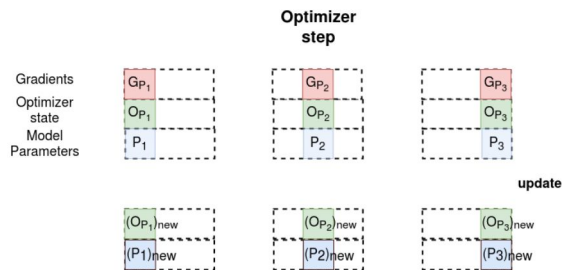 Optimizer
step
Gradients GP1 GP2 GP3
Optimizer
state OP1 OP2 OP3
Model
Parameters P1 P2 P3
update
(OP1)new (OP2)new (OP3)new
(P1)new (P2)new (P3)new